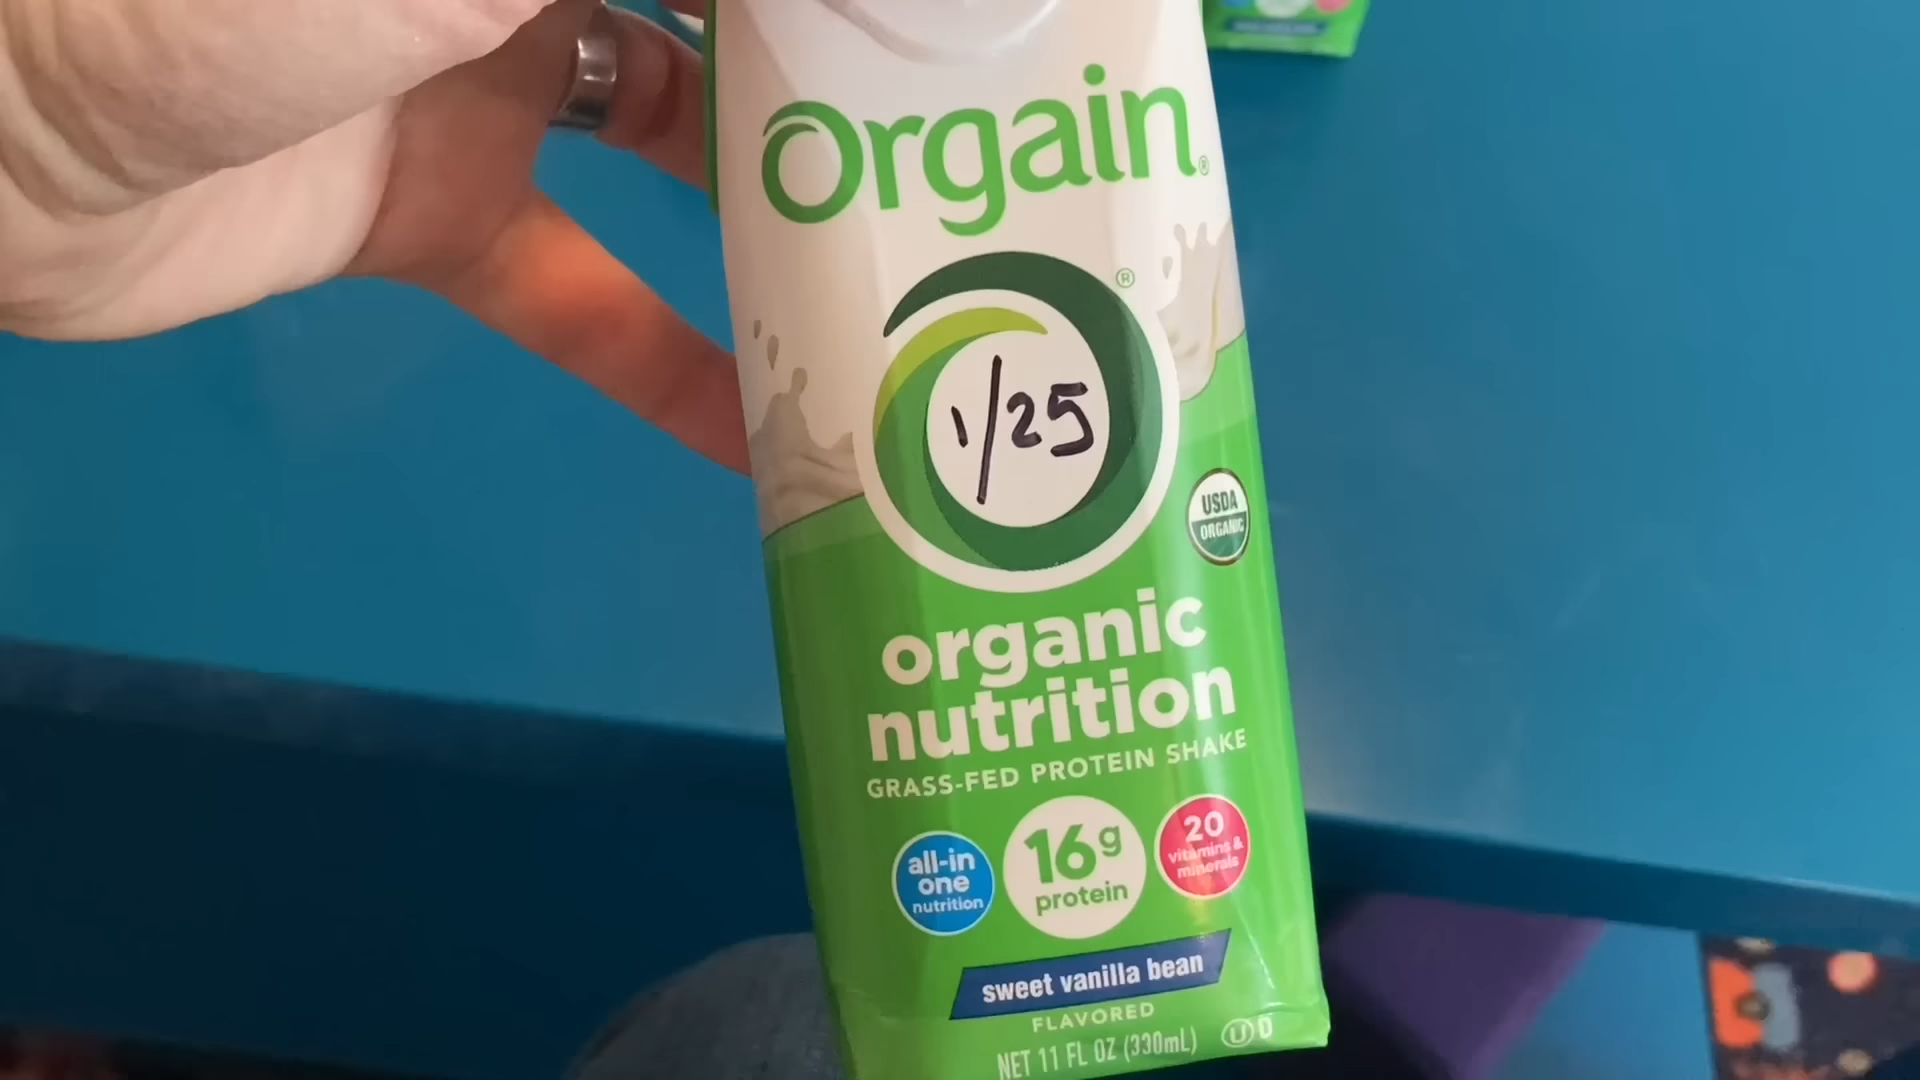 Orgain®
®
1/25
USDA
ORGANIC
organic
nutrition
GRASS-FED PROTEIN SHAKE
all-in
one
nutrition
16g
protein
20
vitamins &
minerals
sweet vanilla bean
FLAVORED
NET 11 FL OZ (330mL)
U D